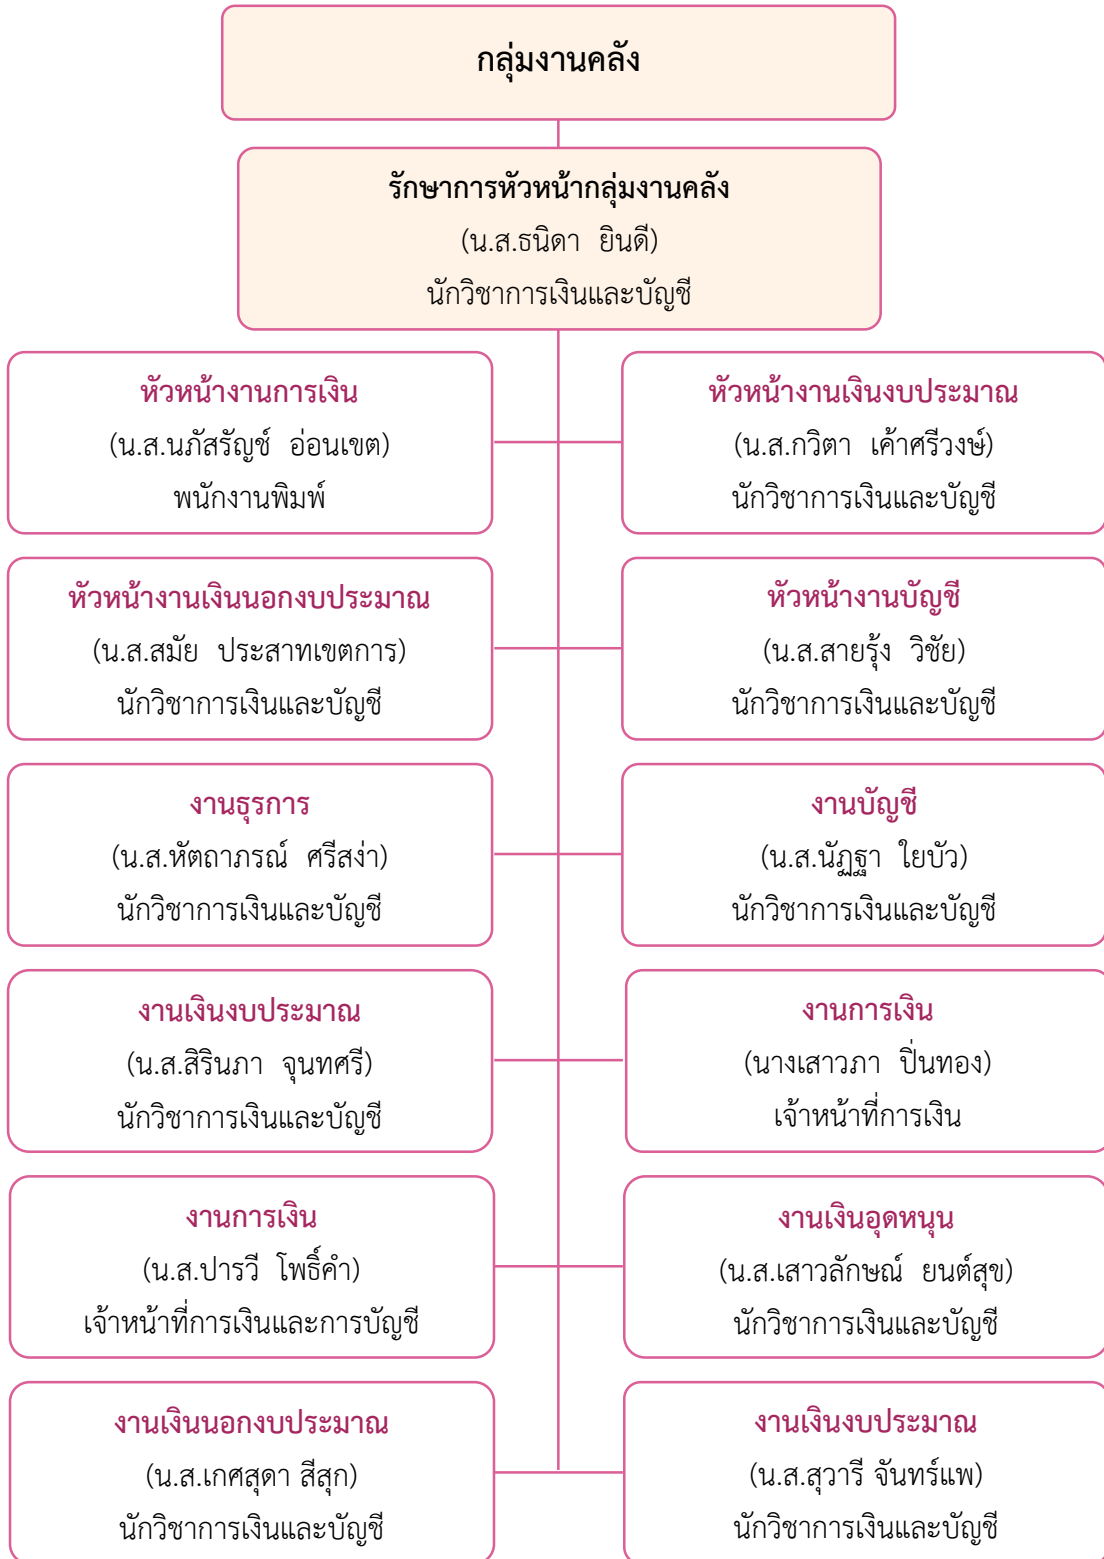 กลุ่มงานคลัง
รักษาการหัวหน้ากลุ่มงานคลัง
(น.ส.ธนิดา ยินดี)
นักวิชาการเงินและบัญชี
หัวหน้างานการเงิน
(น.ส.นภัสรัญช์ อ่อนเขต)
พนักงานพิมพ์
หัวหน้างานเงินงบประมาณ
(น.ส.กวิตา เค้าศรีวงษ์)
นักวิชาการเงินและบัญชี
หัวหน้างานเงินนอกงบประมาณ
(น.ส.สมัย ประสาทเขตการ)
นักวิชาการเงินและบัญชี
หัวหน้างานบัญชี
(น.ส.สายรุ้ง วิชัย)
นักวิชาการเงินและบัญชี
งานธุรการ
(น.ส.หัตถาภรณ์ ศรีสง่า)
นักวิชาการเงินและบัญชี
งานบัญชี
(น.ส.นัฏฐา ใยบัว)
นักวิชาการเงินและบัญชี
งานเงินงบประมาณ
(น.ส.สิรินภา จุนทศรี)
นักวิชาการเงินและบัญชี
งานการเงิน
(นางเสาวภา ปิ่นทอง)
เจ้าหน้าที่การเงิน
งานการเงิน
(น.ส.ปารวี โพธิ์คำ)
เจ้าหน้าที่การเงินและการบัญชี
งานเงินอุดหนุน
(น.ส.เสาวลักษณ์ ยนต์สุข)
นักวิชาการเงินและบัญชี
งานเงินนอกงบประมาณ
(น.ส.เกศสุดา สีสุก)
นักวิชาการเงินและบัญชี
งานเงินงบประมาณ
(น.ส.สุวารี จันทร์แพ)
นักวิชาการเงินและบัญชี